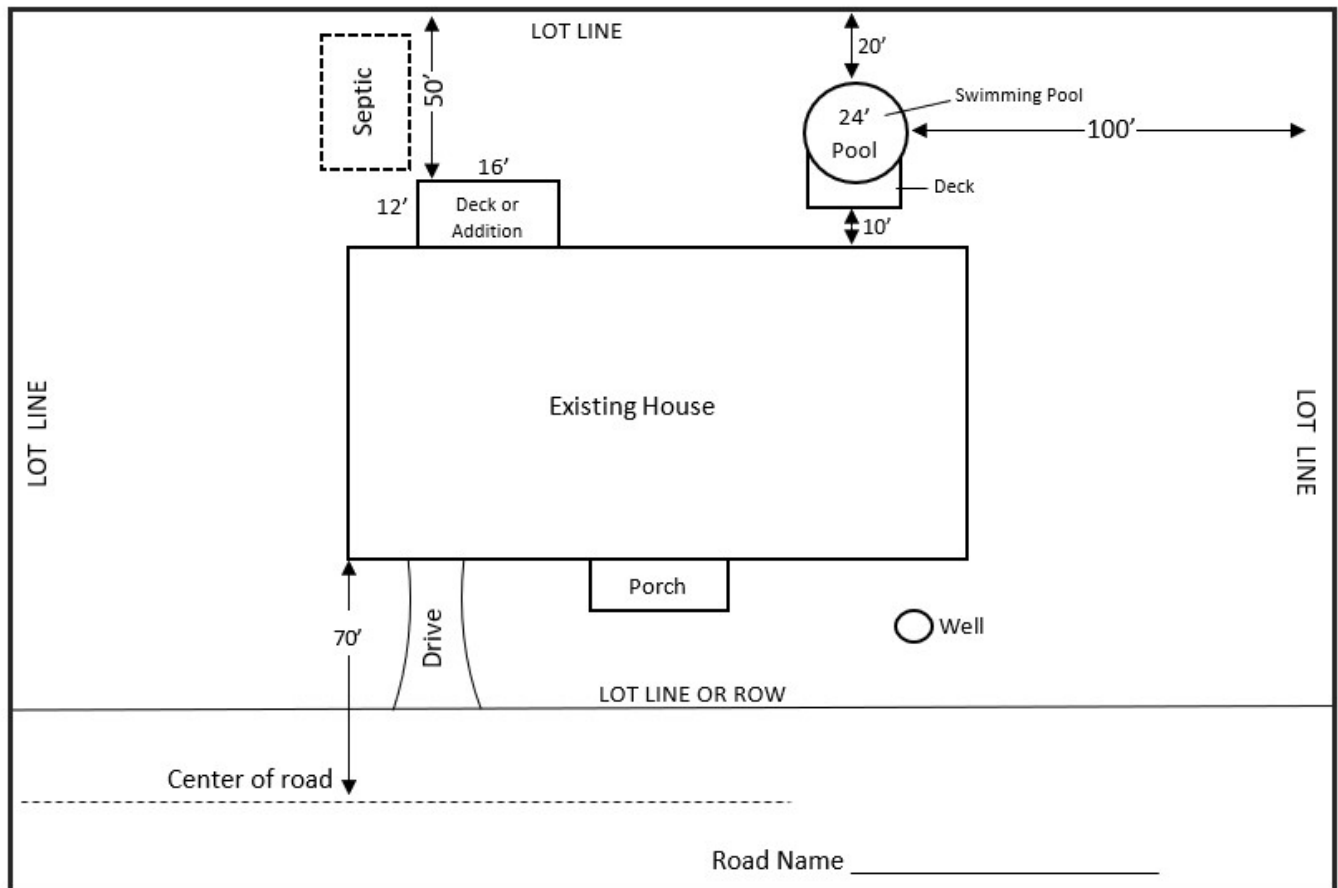 LOT LINE
20’
Septic
50’
Swimming Pool
24’
Pool
100’
16’
Deck
12’
Deck or
Addition
10’
LOT LINE
Existing House
LOT LINE
Porch
70’
Drive
Well
LOT LINE OR ROW
Center of road
Road Name